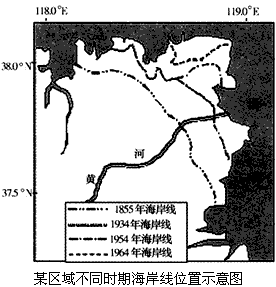 118.0°E
119.0°E
38.0°N
37.5°N
黄
河
1855年海岸线
1934年海岸线
1954年海岸线
1964年海岸线
某区域不同时期海岸线位置示意图